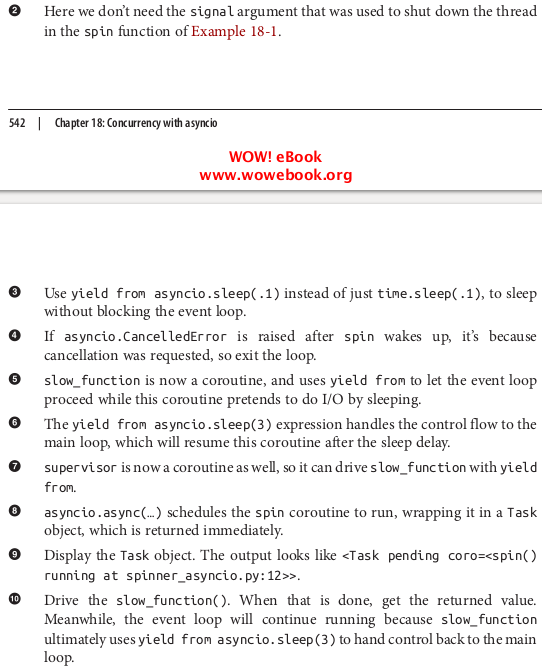 ❷ Here we don't need the signal argument that was used to shut down the thread
in the spin function of Example 18-1.
542 | Chapter 18: Concurrency with asyncio
WOW! eBook
www.wowebook.org
❸ Use yield from asyncio.sleep(.1) instead of just time.sleep(.1), to sleep
without blocking the event loop.
❹ If asyncio.CancelledError is raised after spin wakes up, it's because
cancellation was requested, so exit the loop.
❺ slow_function is now a coroutine, and uses yield from to let the event loop
proceed while this coroutine pretends to do I/O by sleeping.
❻ The yield from asyncio.sleep(3) expression handles the control flow to the
main loop, which will resume this coroutine after the sleep delay.
❼ supervisor is now a coroutine as well, so it can drive slow_function with yield
from.
❽ asyncio.async(…) schedules the spin coroutine to run, wrapping it in a Task
object, which is returned immediately.
❾ Display the Task object. The output looks like <Task pending coro=<spin()
running at spinner_asyncio.py:12>>.
❿ Drive the slow_function(). When that is done, get the returned value.
Meanwhile, the event loop will continue running because slow_function
ultimately uses yield from asyncio.sleep(3) to hand control back to the main
loop.